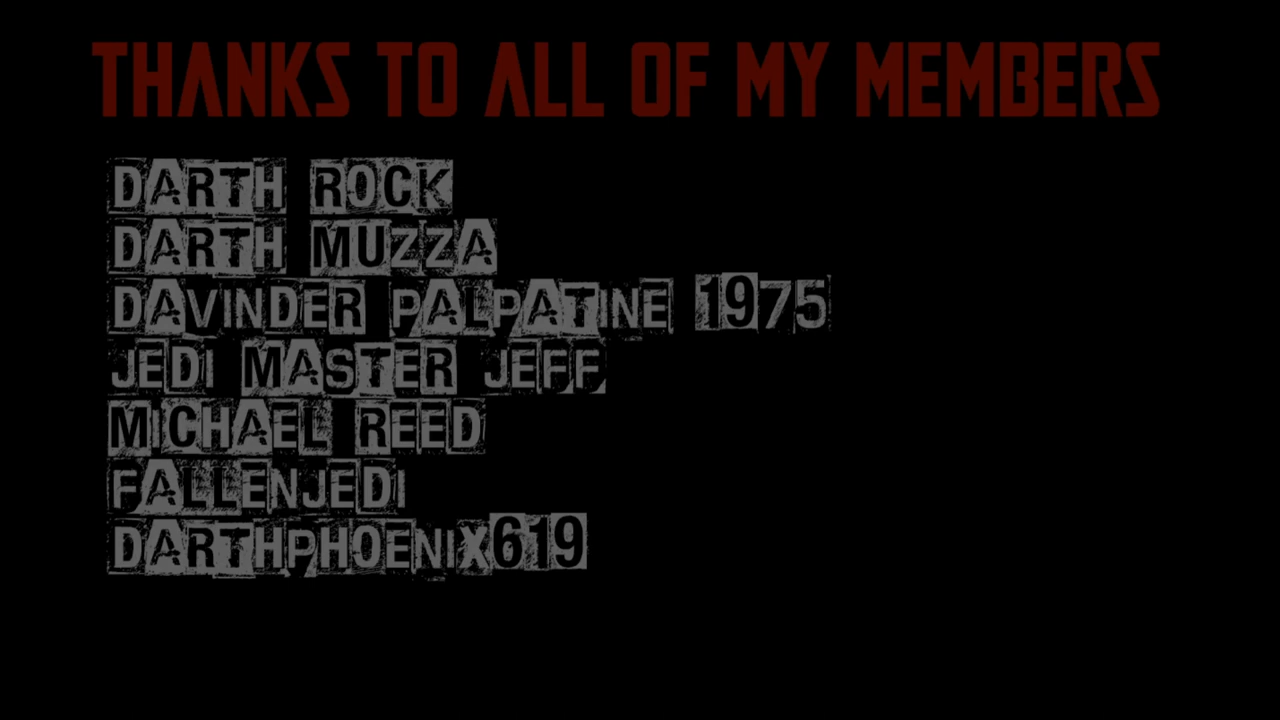 THANKS TO ALL OF MY MEMBERS
DARTH ROCK
DARTH MUZZA
DAVINDER PALPATINE 1975
JEDI MASTER JEFF
MICHAEL REED
FALLENJEDI
DARTHPHOENIX619